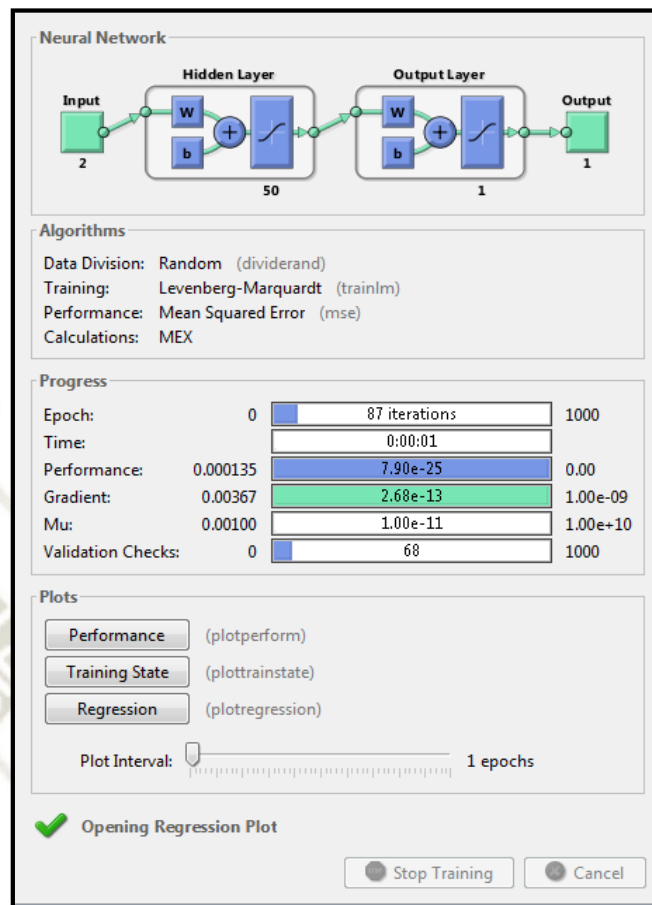 Neural Network
Hidden Layer
Output Layer
Input
Output
W
b
+
W
b
+
2
50
1
1
Algorithms
Data Division: Random (dividerand)
Training: Levenberg-Marquardt (trainlm)
Performance: Mean Squared Error (mse)
Calculations: MEX
Progress
Epoch: 0 87 iterations 1000
Time: 0:00:01
Performance: 0.000135 7.90e-25 0.00
Gradient: 0.00367 2.68e-13 1.00e-09
Mu: 0.00100 1.00e-11 1.00e+10
Validation Checks: 0 68 1000
Plots
Performance (plotperform)
Training State (plottrainstate)
Regression (plotregression)
Plot Interval: 1 epochs
Opening Regression Plot
Stop Training Cancel